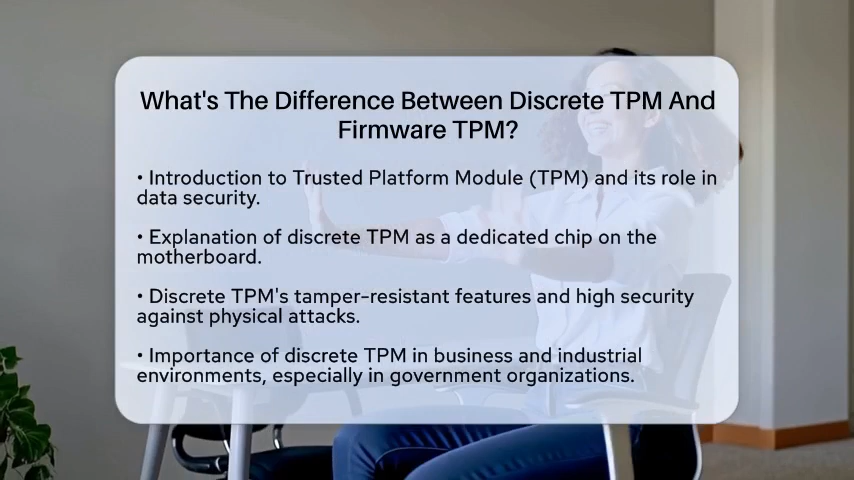 What's The Difference Between Discrete TPM And
Firmware TPM?
• Introduction to Trusted Platform Module (TPM) and its role in
data security.
• Explanation of discrete TPM as a dedicated chip on the
motherboard.
• Discrete TPM's tamper-resistant features and high security
against physical attacks.
• Importance of discrete TPM in business and industrial
environments, especially in government organizations.